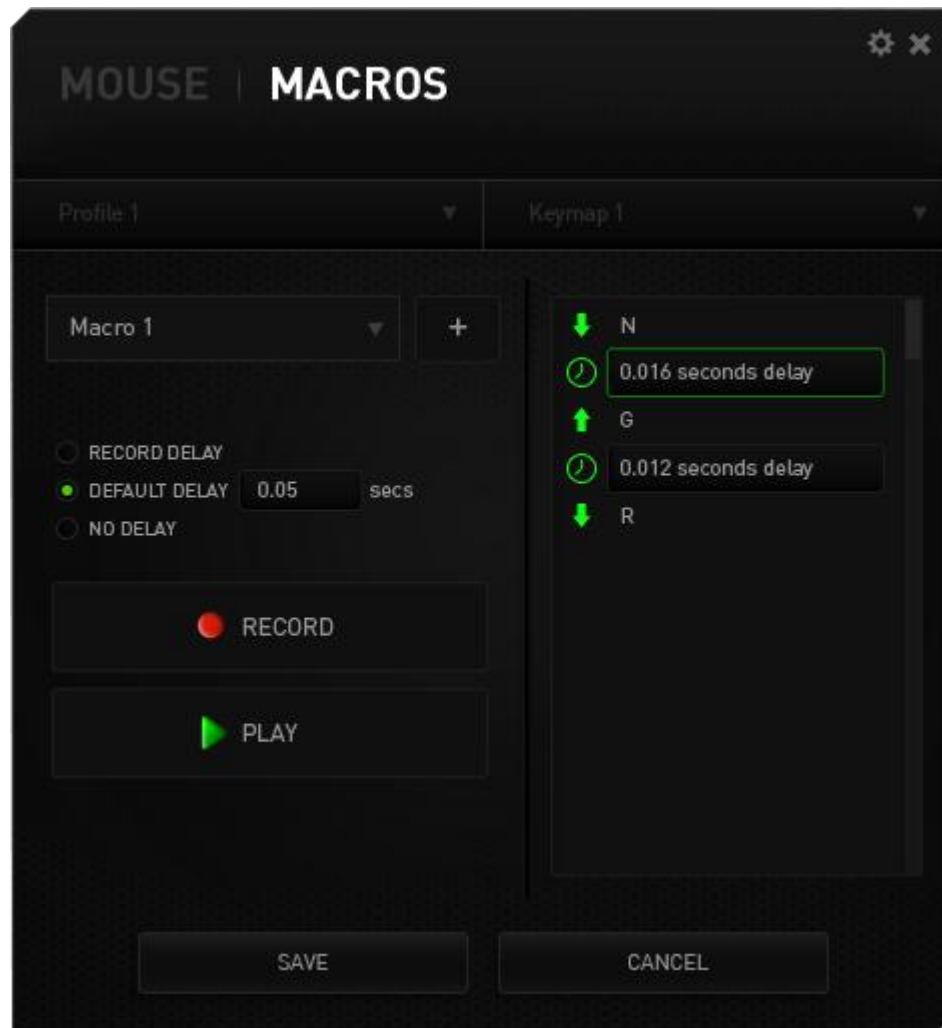 MOUSE | MACROS
Profile 1
Keymap 1
Macro 1
+
RECORD DELAY
DEFAULT DELAY 0.05 secs
NO DELAY
RECORD
PLAY
N
0.016 seconds delay
G
0.012 seconds delay
R
SAVE
CANCEL